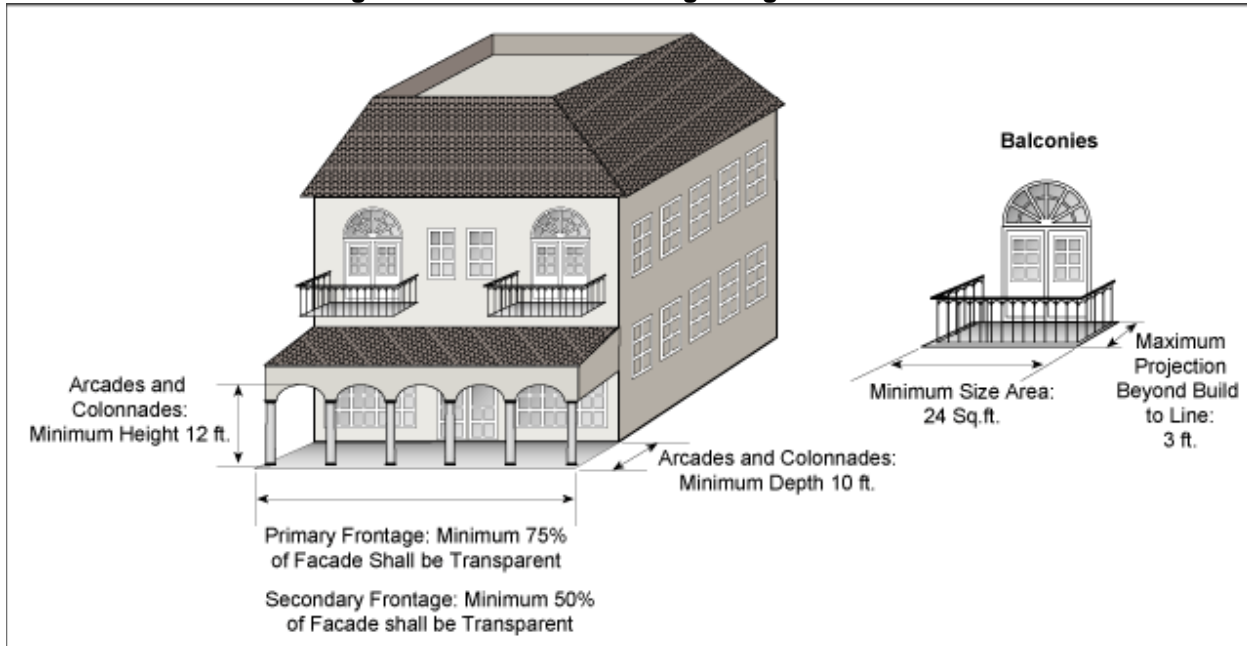 Balconies
Arcades and
Colonnades:
Minimum Height 12 ft.
Arcades and Colonnades:
Minimum Depth 10 ft.
Minimum Size Area:
24 Sq.ft.
Maximum
Projection
Beyond Build
to Line:
3 ft.
Primary Frontage: Minimum 75%
of Facade Shall be Transparent
Secondary Frontage: Minimum 50%
of Facade shall be Transparent